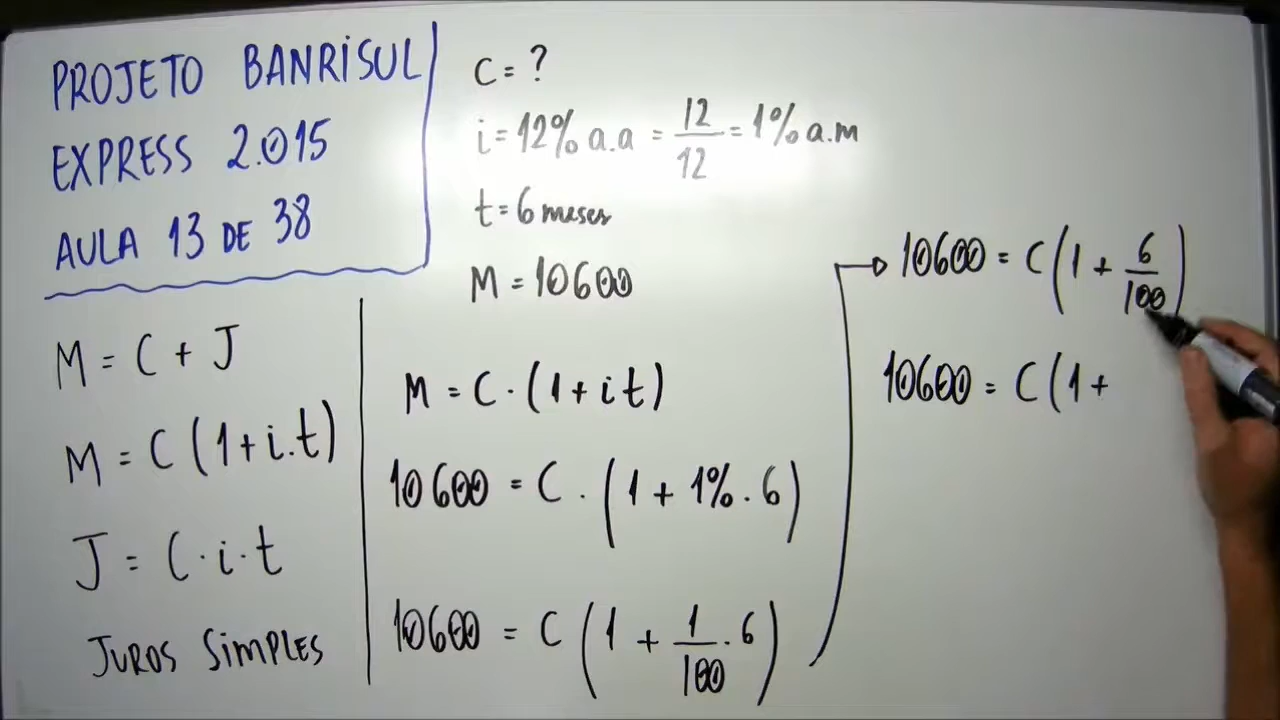 PROJETO BANRISUL
EXPRESS 2.015
AULA 13 DE 38
C = ?
i = 12% a.a = 12/12 = 1% a.m
t = 6 meses
M = 10600
M = C + J
M = C (1 + i.t)
J = C · i · t
JUROS SIMPLES
M = C · (1 + it)
10600 = C · (1 + 1% . 6)
10600 = C (1 + 1/100 . 6)
10600 = C (1 + 6/100)
10600 = C (1 +